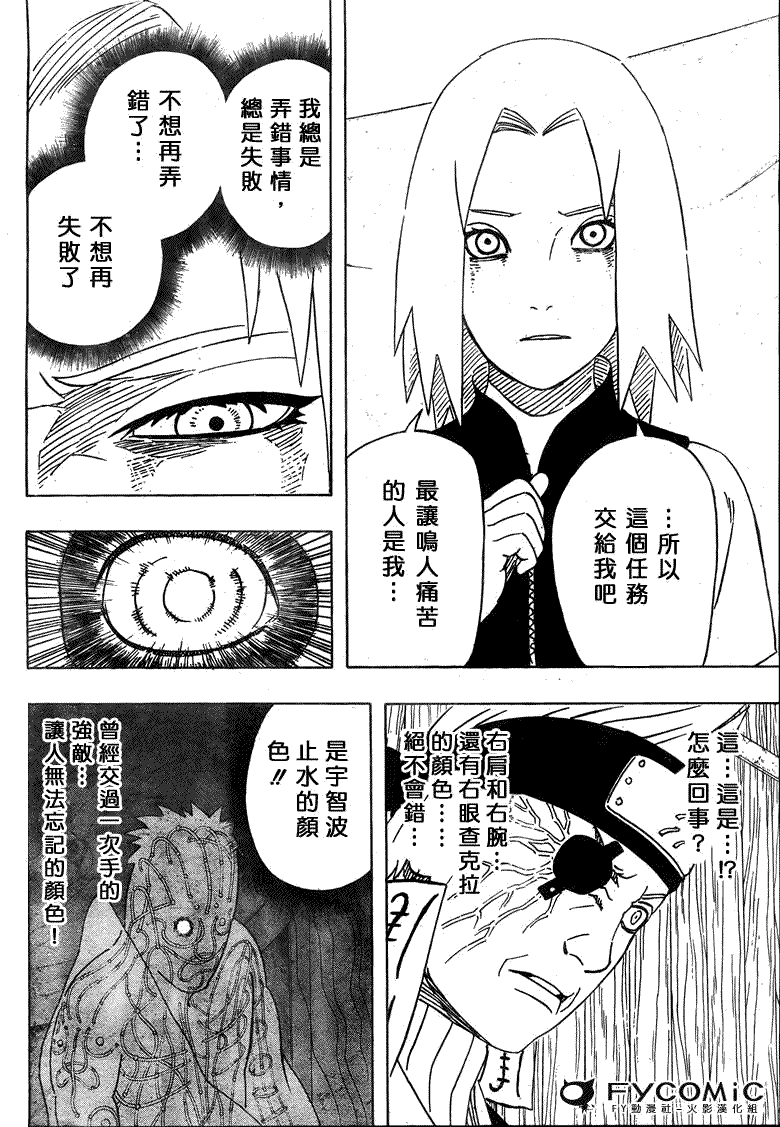 …所以
這個任務
交給我吧
最讓鳴人痛苦
的人是我…
我總是
弄錯事情，
總是失敗
不想再弄
錯了…
不想再
失敗了
這…這是…!?
怎麼回事？
右肩和右腕…
還有右眼查克拉
的顏色……
絕不會錯…
是宇智波
止水的顏
色!!
曾經交過一次手的
強敵…
讓人無法忘記的顏色！
FYCOMiC
FY動漫社-火影漢化組